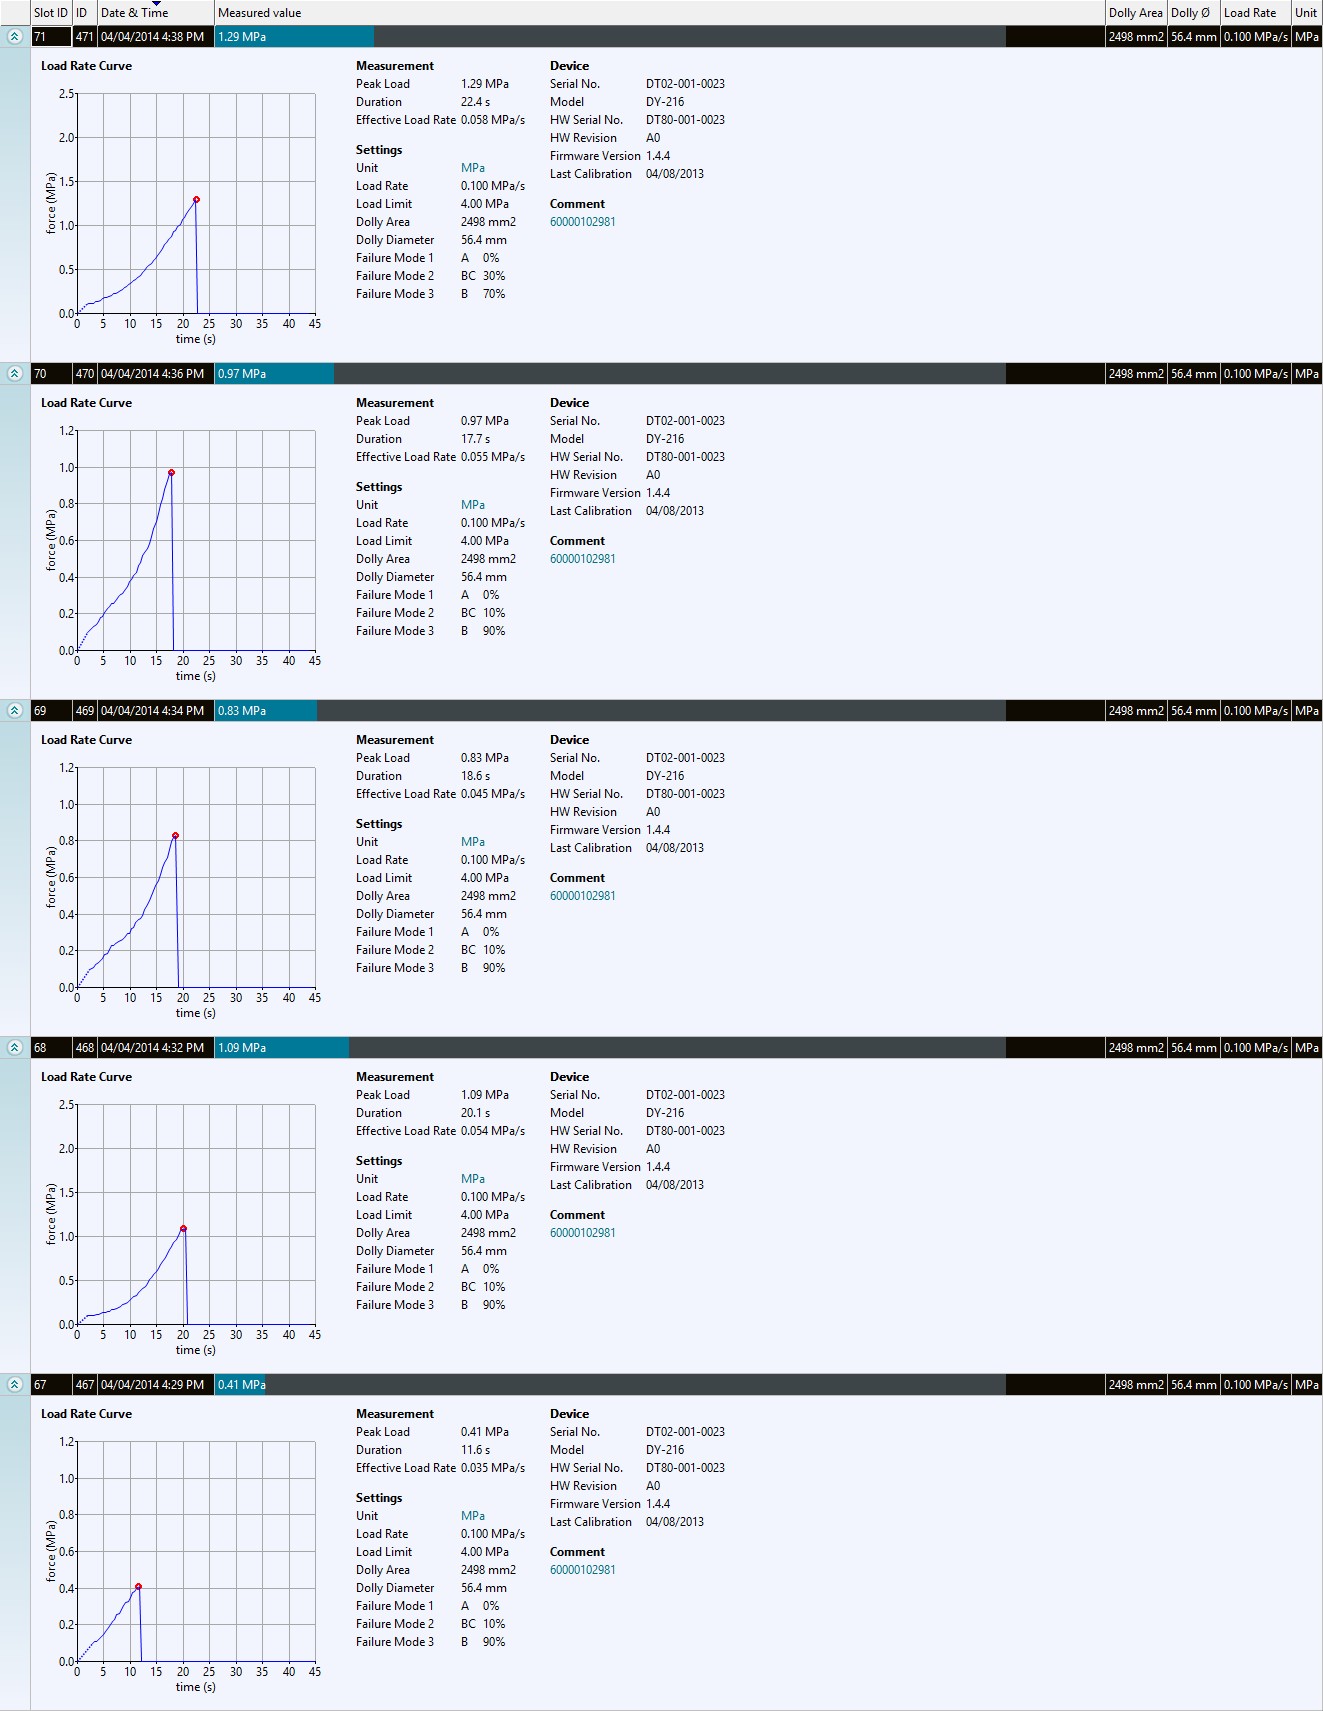 Slot ID ID Date & Time Measured value Dolly Area Dolly Ø Load Rate Unit
71 471 04/04/2014 4:38 PM 1.29 MPa 2498 mm2 56.4 mm 0.100 MPa/s MPa
Load Rate Curve Measurement Device
Peak Load 1.29 MPa Serial No. DT02-001-0023
2.5 Duration 22.4 s Model DY-216
Effective Load Rate 0.058 MPa/s HW Serial No. DT80-001-0023
2.0 HW Revision A0
Settings Firmware Version 1.4.4
Unit MPa Last Calibration 04/08/2013
1.5 Load Rate 0.100 MPa/s
Load Limit 4.00 MPa Comment
force (MPa)
1.0 Dolly Area 2498 mm2 60000102981
Dolly Diameter 56.4 mm
Failure Mode 1 A 0%
0.5 Failure Mode 2 BC 30%
Failure Mode 3 B 70%
0.0
0 5 10 15 20 25 30 35 40 45
time (s)
70 470 04/04/2014 4:36 PM 0.97 MPa 2498 mm2 56.4 mm 0.100 MPa/s MPa
Load Rate Curve Measurement Device
Peak Load 0.97 MPa Serial No. DT02-001-0023
1.2 Duration 17.7 s Model DY-216
Effective Load Rate 0.055 MPa/s HW Serial No. DT80-001-0023
1.0 HW Revision A0
Settings Firmware Version 1.4.4
0.8 Unit MPa Last Calibration 04/08/2013
Load Rate 0.100 MPa/s
0.6 Load Limit 4.00 MPa Comment
force (MPa)
Dolly Area 2498 mm2 60000102981
0.4 Dolly Diameter 56.4 mm
Failure Mode 1 A 0%
0.2 Failure Mode 2 BC 10%
Failure Mode 3 B 90%
0.0
0 5 10 15 20 25 30 35 40 45
time (s)
69 469 04/04/2014 4:34 PM 0.83 MPa 2498 mm2 56.4 mm 0.100 MPa/s MPa
Load Rate Curve Measurement Device
Peak Load 0.83 MPa Serial No. DT02-001-0023
1.2 Duration 18.6 s Model DY-216
Effective Load Rate 0.045 MPa/s HW Serial No. DT80-001-0023
1.0 HW Revision A0
Settings Firmware Version 1.4.4
0.8 Unit MPa Last Calibration 04/08/2013
Load Rate 0.100 MPa/s
0.6 Load Limit 4.00 MPa Comment
force (MPa)
Dolly Area 2498 mm2 60000102981
0.4 Dolly Diameter 56.4 mm
Failure Mode 1 A 0%
0.2 Failure Mode 2 BC 10%
Failure Mode 3 B 90%
0.0
0 5 10 15 20 25 30 35 40 45
time (s)
68 468 04/04/2014 4:32 PM 1.09 MPa 2498 mm2 56.4 mm 0.100 MPa/s MPa
Load Rate Curve Measurement Device
Peak Load 1.09 MPa Serial No. DT02-001-0023
2.5 Duration 20.1 s Model DY-216
Effective Load Rate 0.054 MPa/s HW Serial No. DT80-001-0023
2.0 HW Revision A0
Settings Firmware Version 1.4.4
Unit MPa Last Calibration 04/08/2013
1.5 Load Rate 0.100 MPa/s
Load Limit 4.00 MPa Comment
force (MPa)
1.0 Dolly Area 2498 mm2 60000102981
Dolly Diameter 56.4 mm
Failure Mode 1 A 0%
0.5 Failure Mode 2 BC 10%
Failure Mode 3 B 90%
0.0
0 5 10 15 20 25 30 35 40 45
time (s)
67 467 04/04/2014 4:29 PM 0.41 MPa 2498 mm2 56.4 mm 0.100 MPa/s MPa
Load Rate Curve Measurement Device
Peak Load 0.41 MPa Serial No. DT02-001-0023
1.2 Duration 11.6 s Model DY-216
Effective Load Rate 0.035 MPa/s HW Serial No. DT80-001-0023
1.0 HW Revision A0
Settings Firmware Version 1.4.4
0.8 Unit MPa Last Calibration 04/08/2013
Load Rate 0.100 MPa/s
0.6 Load Limit 4.00 MPa Comment
force (MPa)
Dolly Area 2498 mm2 60000102981
0.4 Dolly Diameter 56.4 mm
Failure Mode 1 A 0%
0.2 Failure Mode 2 BC 10%
Failure Mode 3 B 90%
0.0
0 5 10 15 20 25 30 35 40 45
time (s)